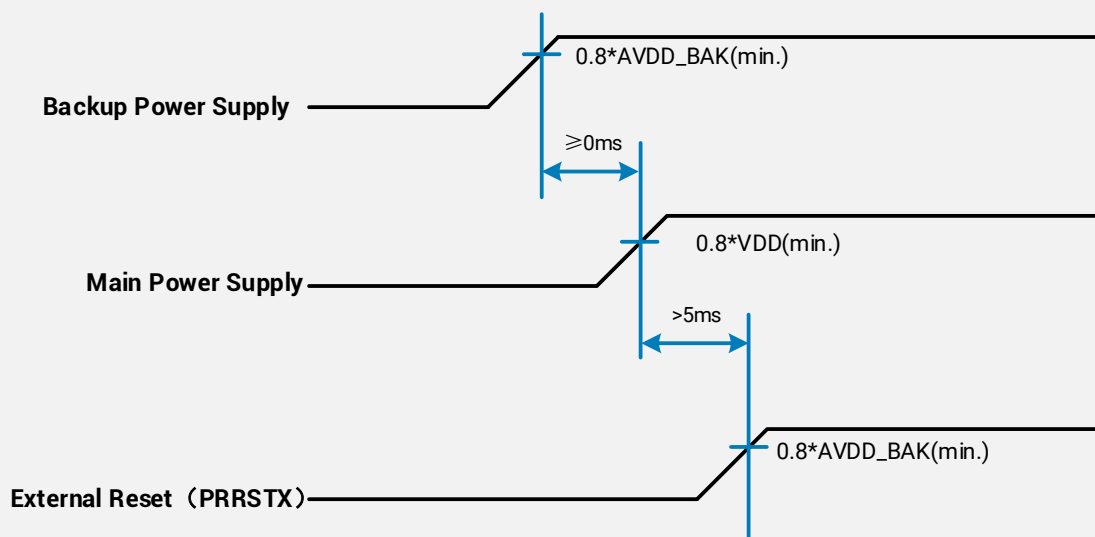 0.8*AVDD_BAK(min.)
Backup Power Supply
≥0ms
0.8*VDD(min.)
Main Power Supply
>5ms
0.8*AVDD_BAK(min.)
External Reset（PRRSTX）